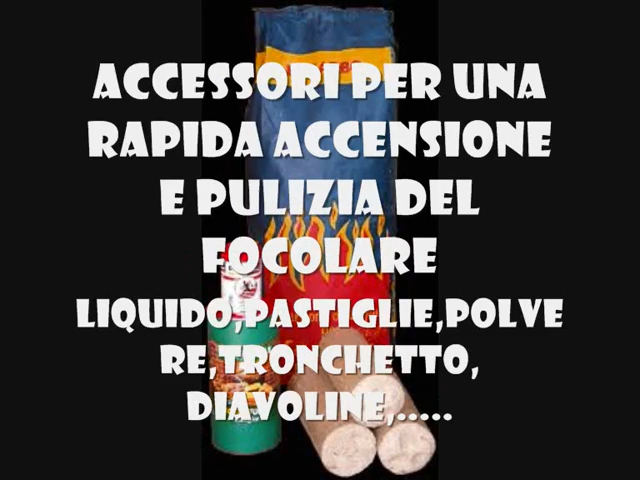 ACCESSORI PER UNA
RAPIDA ACCENSIONE
E PULIZIA DEL
FOCOLARE
LIQUIDO,PASTIGLIE,POLVE
RE,TRONCHETTO,
DIAVOLINE,.....